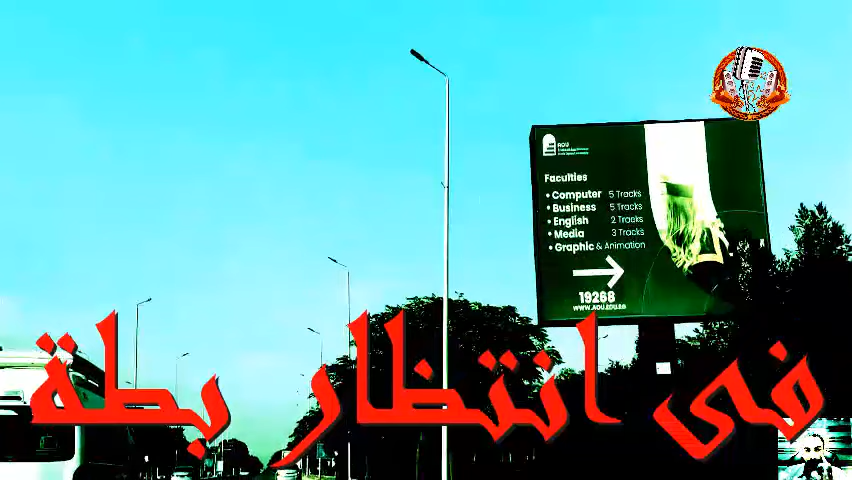 AOU
Faculties
• Computer 5 Tracks
• Business 5 Tracks
• English 2 Tracks
• Media 3 Tracks
• Graphic & Animation
19268
WWW.AOU.EDU.EG
فى انتظار بطة